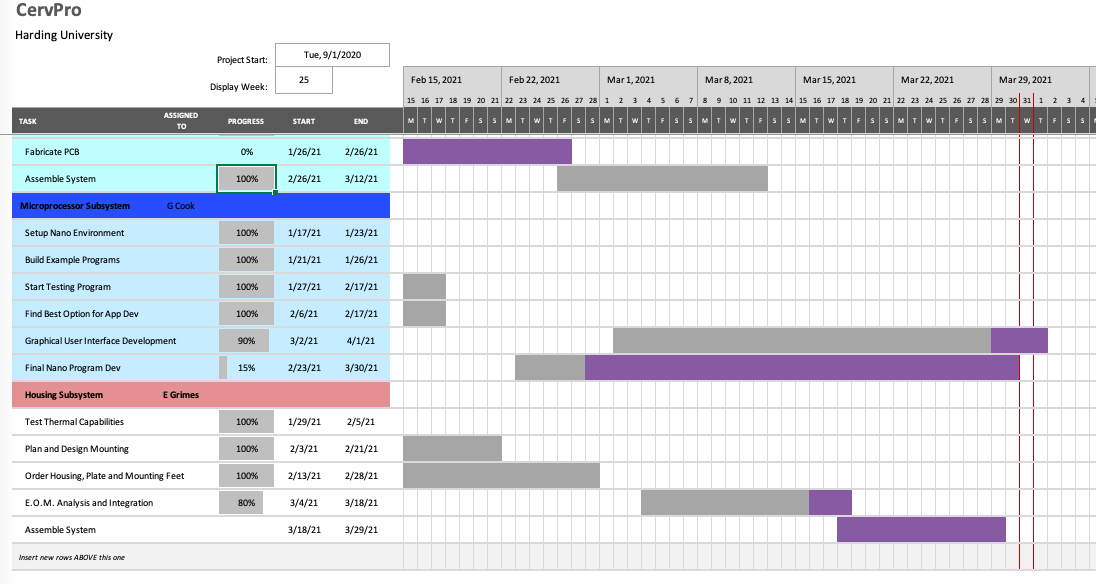 CervPro
Harding University
Project Start: Tue, 9/1/2020
Display Week: 25
Feb 15, 2021 Feb 22, 2021 Mar 1, 2021 Mar 8, 2021 Mar 15, 2021 Mar 22, 2021 Mar 29, 2021
15 16 17 18 19 20 21 22 23 24 25 26 27 28 1 2 3 4 5 6 7 8 9 10 11 12 13 14 15 16 17 18 19 20 21 22 23 24 25 26 27 28 29 30 31 1 2 3 4
TASK ASSIGNED TO PROGRESS START END M T W T F S S M T W T F S S M T W T F S S M T W T F S S M T W T F S S M T W T F S S M T W T F S S
Fabricate PCB 0% 1/26/21 2/26/21
Assemble System 100% 2/26/21 3/12/21
Microprocessor Subsystem G Cook
Setup Nano Environment 100% 1/17/21 1/23/21
Build Example Programs 100% 1/21/21 1/26/21
Start Testing Program 100% 1/27/21 2/17/21
Find Best Option for App Dev 100% 2/6/21 2/17/21
Graphical User Interface Development 90% 3/2/21 4/1/21
Final Nano Program Dev 15% 2/23/21 3/30/21
Housing Subsystem E Grimes
Test Thermal Capabilities 100% 1/29/21 2/5/21
Plan and Design Mounting 100% 2/3/21 2/21/21
Order Housing, Plate and Mounting Feet 100% 2/13/21 2/28/21
E.O.M. Analysis and Integration 80% 3/4/21 3/18/21
Assemble System 3/18/21 3/29/21
Insert new rows ABOVE this one